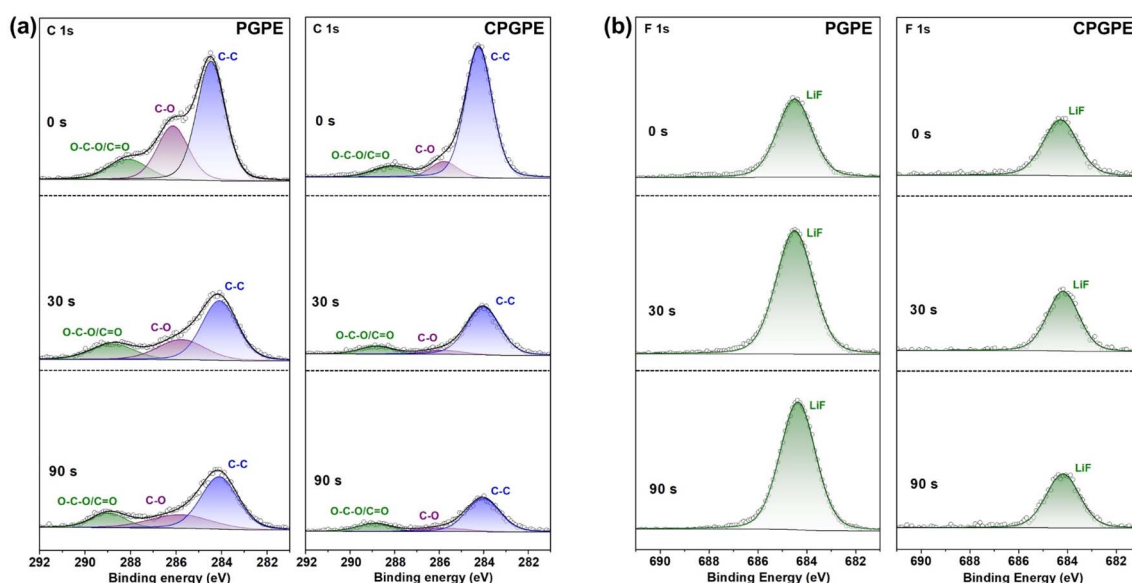 (a)
C 1s
PGPE
C-C
C-O
0 s
O-C-O/C=O
30 s
C-C
C-O
O-C-O/C=O
90 s
C-C
C-O
O-C-O/C=O
292 290 288 286 284 282
Binding energy (eV)
C 1s
CPGPE
C-C
0 s
C-O
O-C-O/C=O
30 s
C-C
C-O
O-C-O/C=O
90 s
C-C
C-O
O-C-O/C=O
292 290 288 286 284 282
Binding energy (eV)
(b)
F 1s
PGPE
LiF
0 s
LiF
30 s
LiF
90 s
690 688 686 684 682
Binding Energy (eV)
F 1s
CPGPE
LiF
0 s
LiF
30 s
LiF
90 s
690 688 686 684 682
Binding Energy (eV)